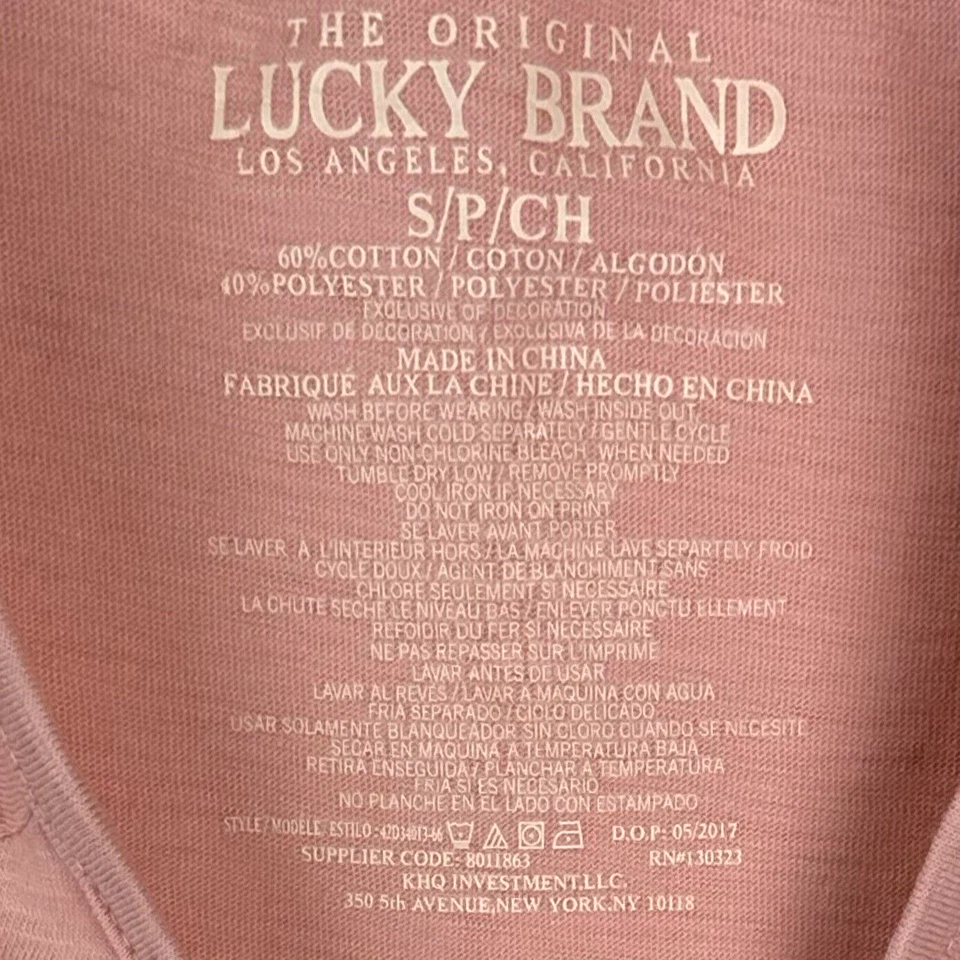 THE ORIGINAL
LUCKY BRAND
LOS ANGELES, CALIFORNIA
S/P/CH
60%COTTON / COTON / ALGODÓN
40%POLYESTER / POLYESTER / POLIESTER
EXCLUSIVE OF DECORATION
EXCLUSIF DE DECORATION / EXCLUSIVA DE LA DECORACION
MADE IN CHINA
FABRIQUÉ AUX LA CHINE / HECHO EN CHINA
WASH BEFORE WEARING / WASH INSIDE OUT
MACHINE WASH COLD SEPARATELY / GENTLE CYCLE
USE ONLY NON-CHLORINE BLEACH WHEN NEEDED
TUMBLE DRY LOW / REMOVE PROMPTLY
COOL IRON IF NECESSARY
DO NOT IRON ON PRINT
SE LAVER AVANT PORTER
SE LAVER À L'INTERIEUR HORS / LA MACHINE LAVE SEPARTELY FROID
CYCLE DOUX / AGENT DE BLANCHIMENT SANS
CHLORE SEULEMENT SI NECESSAIRE
LA CHUTE SECHE LE NIVEAU BAS / ENLEVER PONCTU ELLEMENT
REFOIDIR DU FER SI NECESSAIRE
NE PAS REPASSER SUR L'IMPRIME
LAVAR ANTES DE USAR
LAVAR AL REVES / LAVAR A MAQUINA CON AGUA
FRIA SEPARADO / CICLO DELICADO
USAR SOLAMENTE BLANQUEADOR SIN CLORO CUANDO SE NECESITE
SECAR EN MAQUINA A TEMPERATURA BAJA
RETIRA ENSEGUIDA / PLANCHAR A TEMPERATURA
FRIA SI ES NECESARIO
NO PLANCHE EN EL LADO CON ESTAMPADO
STYLE / MODELE, ESTILO : 42D34013-66 D.O.P: 05/2017
SUPPLIER CODE: 8011863 RN#130323
KHQ INVESTMENT,LLC.
350 5th AVENUE,NEW YORK,NY 10118